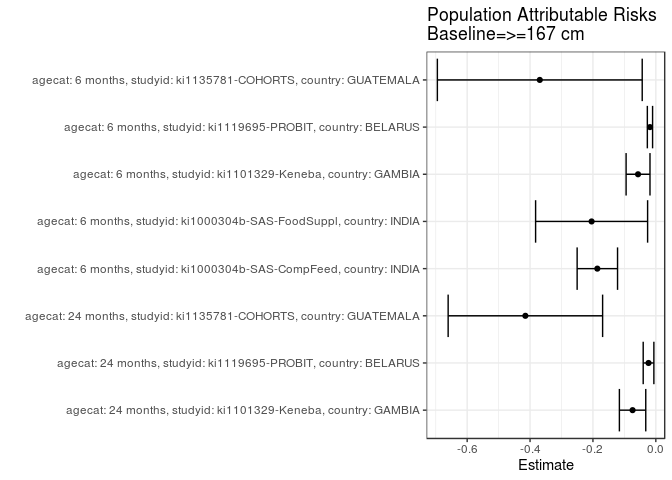 Population Attributable Risks
Baseline=>=167 cm
agecat: 6 months, studyid: ki1135781-COHORTS, country: GUATEMALA
agecat: 6 months, studyid: ki1119695-PROBIT, country: BELARUS
agecat: 6 months, studyid: ki1101329-Keneba, country: GAMBIA
agecat: 6 months, studyid: ki1000304b-SAS-FoodSuppl, country: INDIA
agecat: 6 months, studyid: ki1000304b-SAS-CompFeed, country: INDIA
agecat: 24 months, studyid: ki1135781-COHORTS, country: GUATEMALA
agecat: 24 months, studyid: ki1119695-PROBIT, country: BELARUS
agecat: 24 months, studyid: ki1101329-Keneba, country: GAMBIA
-0.6 -0.4 -0.2 0.0
Estimate